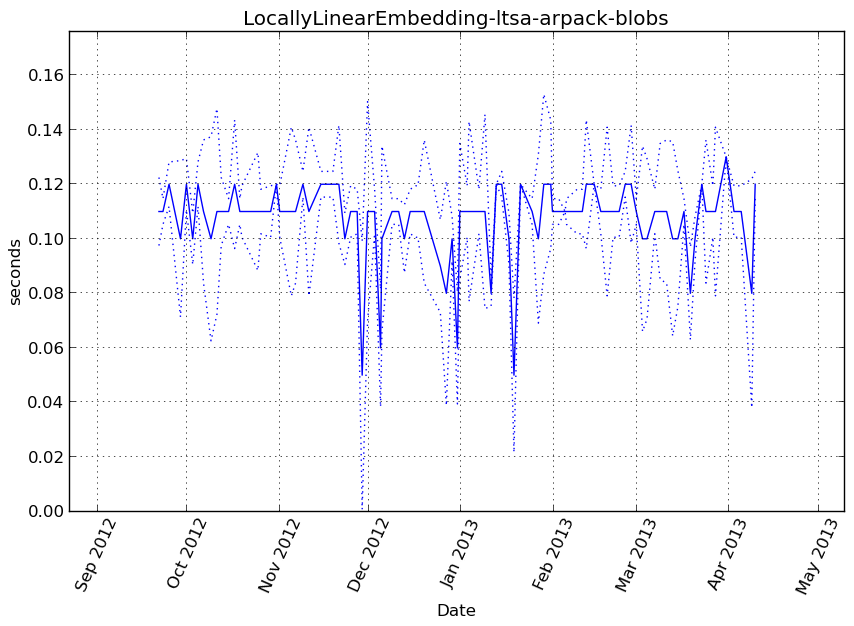 LocallyLinearEmbedding-ltsa-arpack-blobs
0.16
0.14
0.12
0.10
0.08
0.06
0.04
0.02
0.00
seconds
Sep 2012
Oct 2012
Nov 2012
Dec 2012
Jan 2013
Feb 2013
Mar 2013
Apr 2013
May 2013
Date